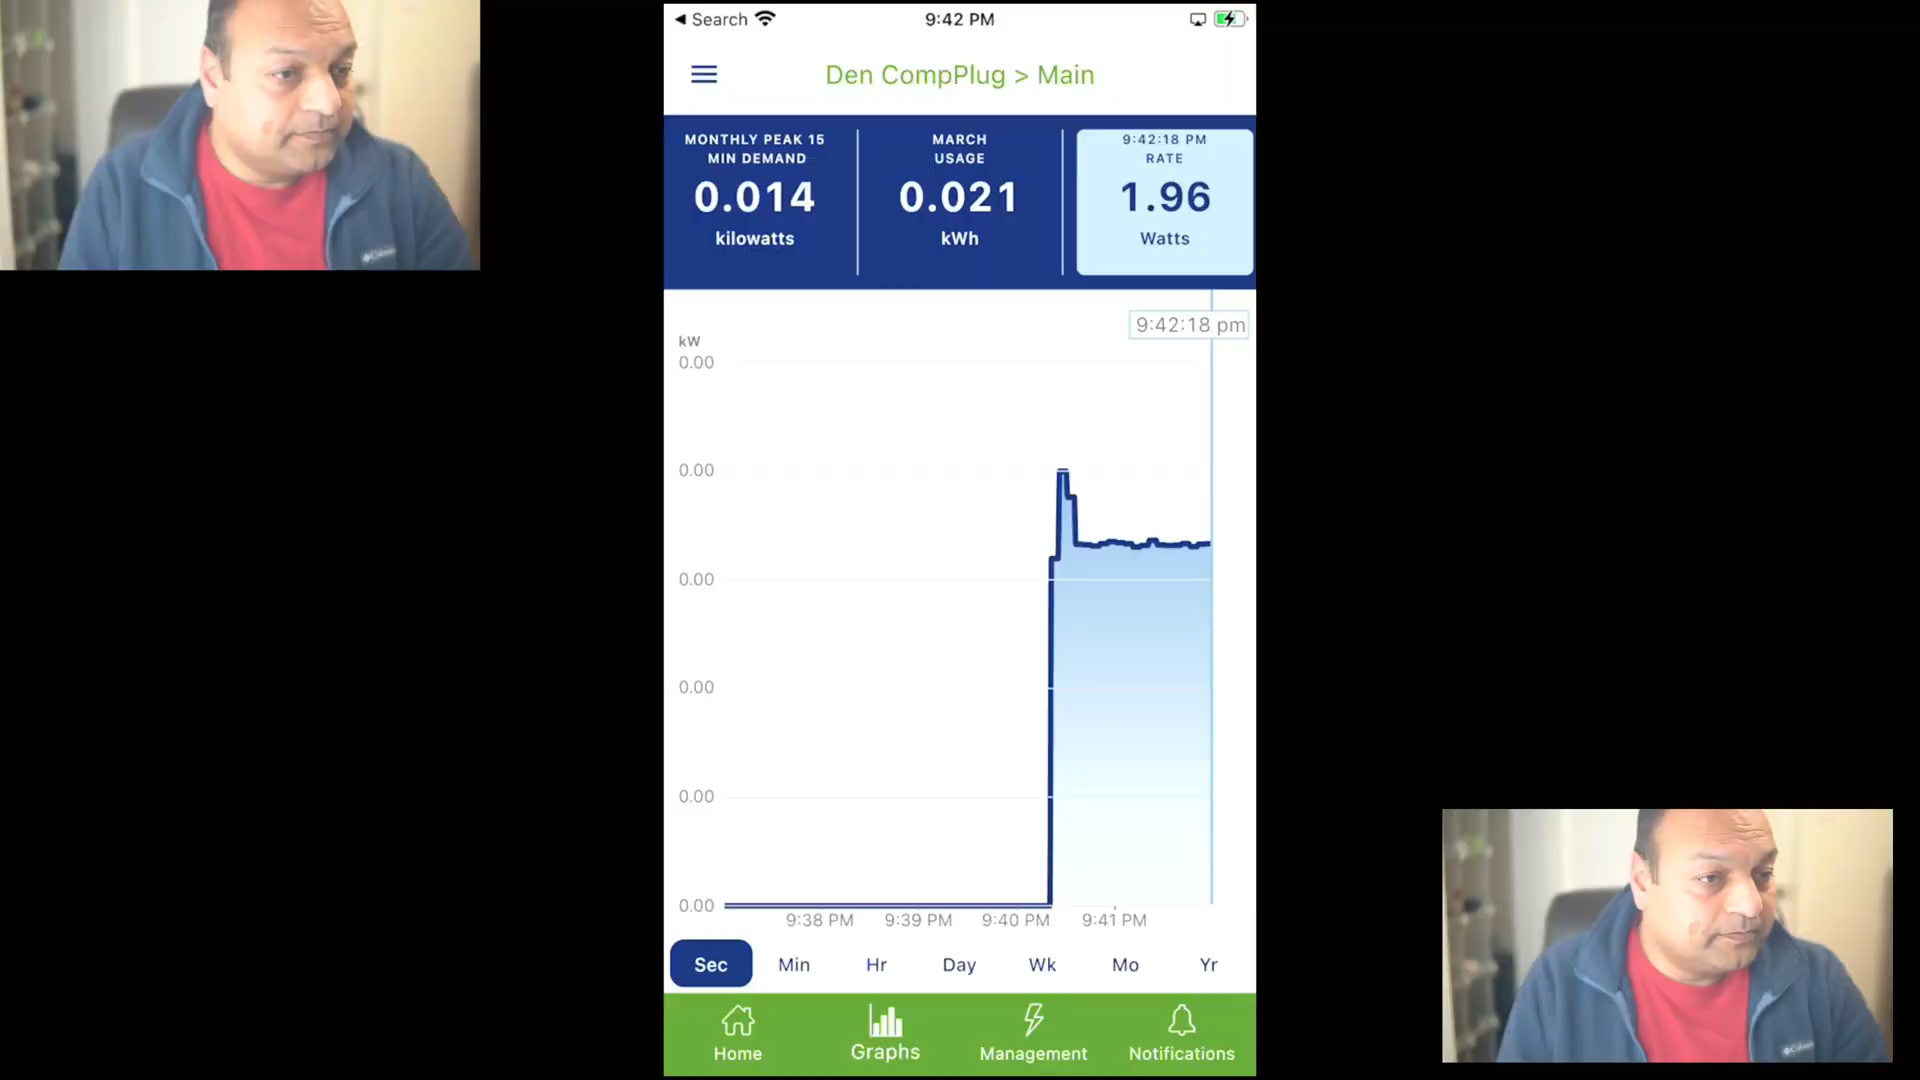 ◀ Search
9:42 PM
Den CompPlug > Main
MONTHLY PEAK 15
MIN DEMAND
0.014
kilowatts
MARCH
USAGE
0.021
kWh
9:42:18 PM
RATE
1.96
Watts
9:42:18 pm
kW
0.00
0.00
0.00
0.00
0.00
0.00
9:38 PM
9:39 PM
9:40 PM
9:41 PM
Sec
Min
Hr
Day
Wk
Mo
Yr
Home
Graphs
Management
Notifications